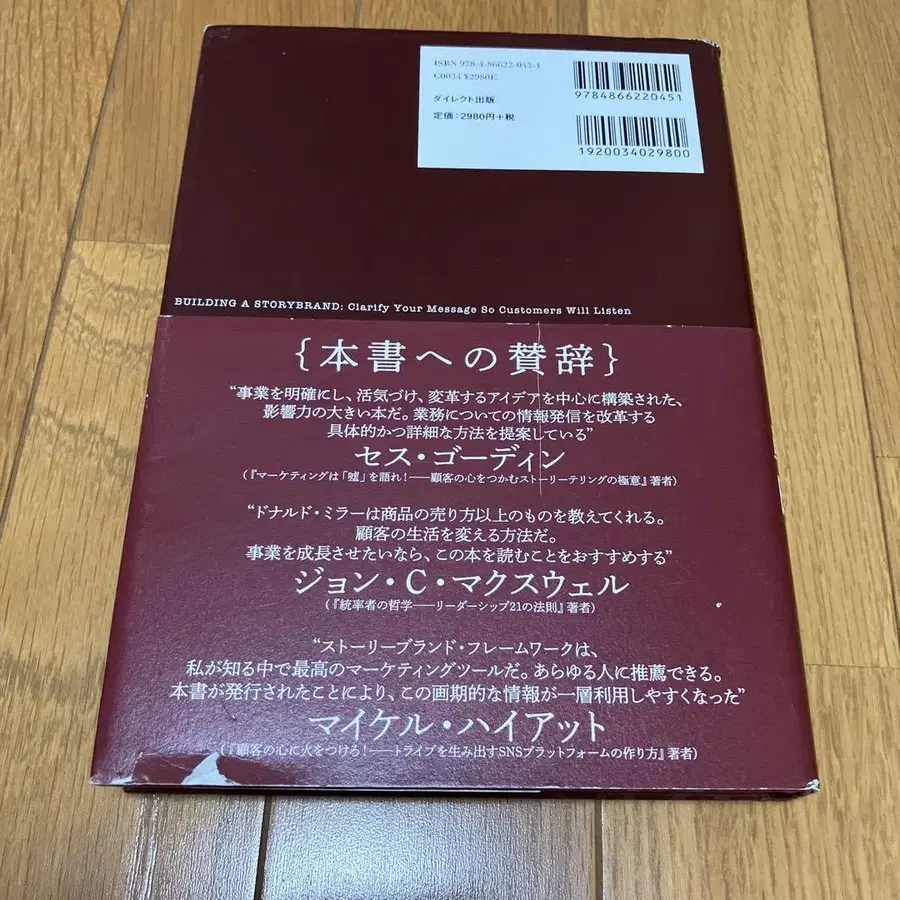 ISBN 978-4-86622-045-1
C0034 ¥2980E
ダイレクト出版
定価:2980円+税
9784866220451
1920034029800
BUILDING A STORYBRAND: Clarify Your Message So Customers Will Listen
{本書への賛辞}
“事業を明確にし、活気づけ、変革するアイデアを中心に構築された、
影響力の大きい本だ。業務についての情報発信を改革する
具体的かつ詳細な方法を提案している”
セス・ゴーディン
(『マーケティングは「嘘」を語れ!――顧客の心をつかむストーリーテリングの極意』著者)
“ドナルド・ミラーは商品の売り方以上のものを教えてくれる。
顧客の生活を変える方法だ。
事業を成長させたいなら、この本を読むことをおすすめする”
ジョン・C・マクスウェル
(『統率者の哲学――リーダーシップ21の法則』著者)
“ストーリーブランド・フレームワークは、
私が知る中で最高のマーケティングツールだ。あらゆる人に推薦できる。
本書が発行されたことにより、この画期的な情報が一層利用しやすくなった”
マイケル・ハイアット
(『顧客の心に火をつけろ!――トライブを生み出すSNSプラットフォームの作り方』著者)